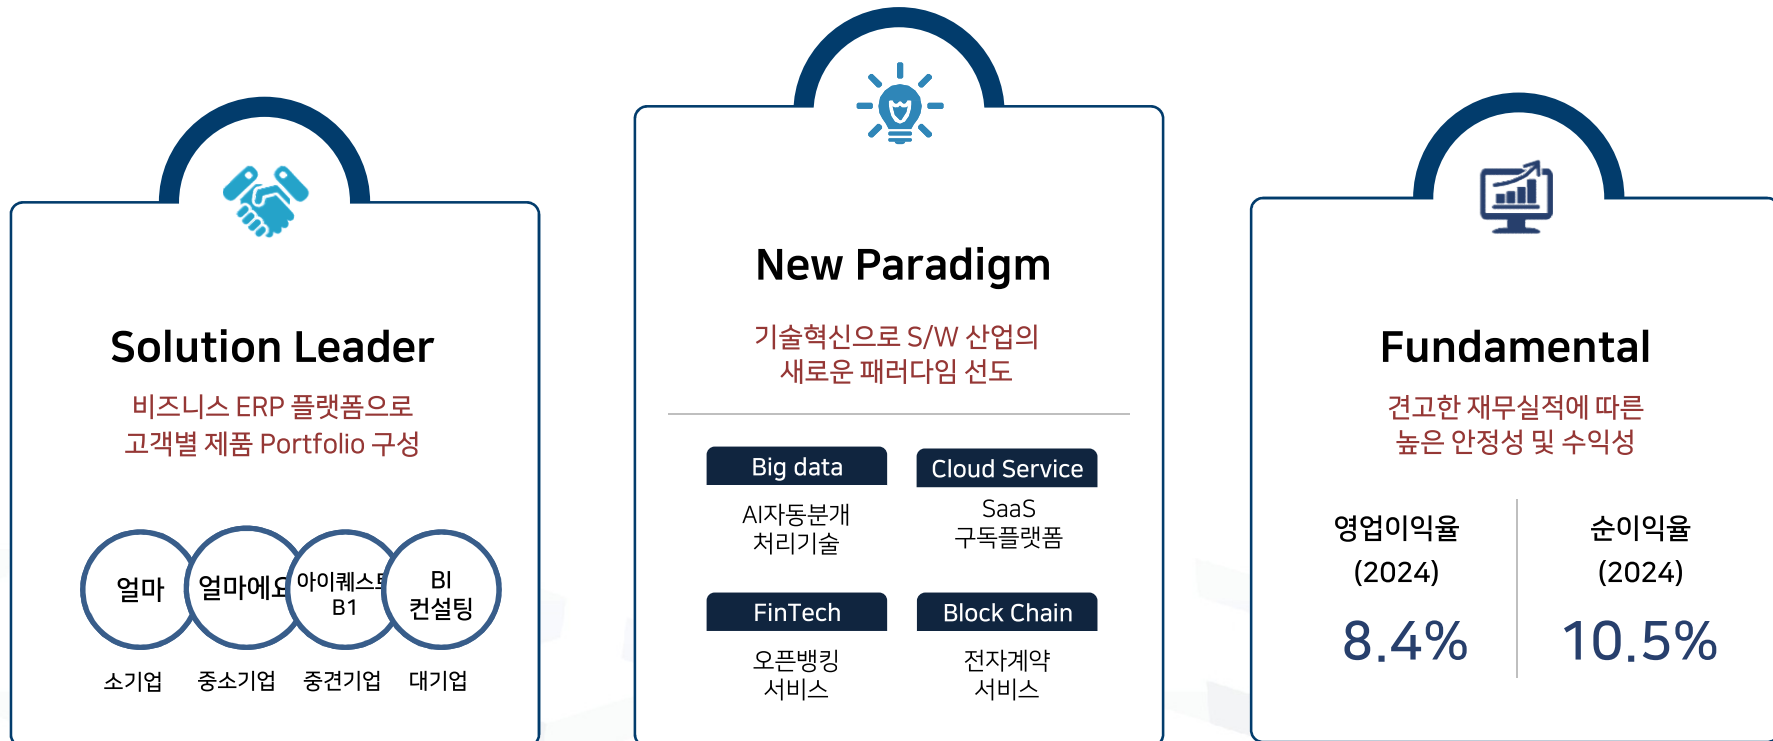 Solution Leader
비즈니스 ERP 플랫폼으로
고객별 제품 Portfolio 구성
얼마
얼마에요
아이퀘스트
B1
BI
컨설팅
소기업
중소기업
중견기업
대기업
New Paradigm
기술혁신으로 S/W 산업의
새로운 패러다임 선도
Big data
AI자동분개
처리기술
Cloud Service
SaaS
구독플랫폼
FinTech
오픈뱅킹
서비스
Block Chain
전자계약
서비스
Fundamental
견고한 재무실적에 따른
높은 안정성 및 수익성
영업이익율
(2024)
8.4%
순이익율
(2024)
10.5%